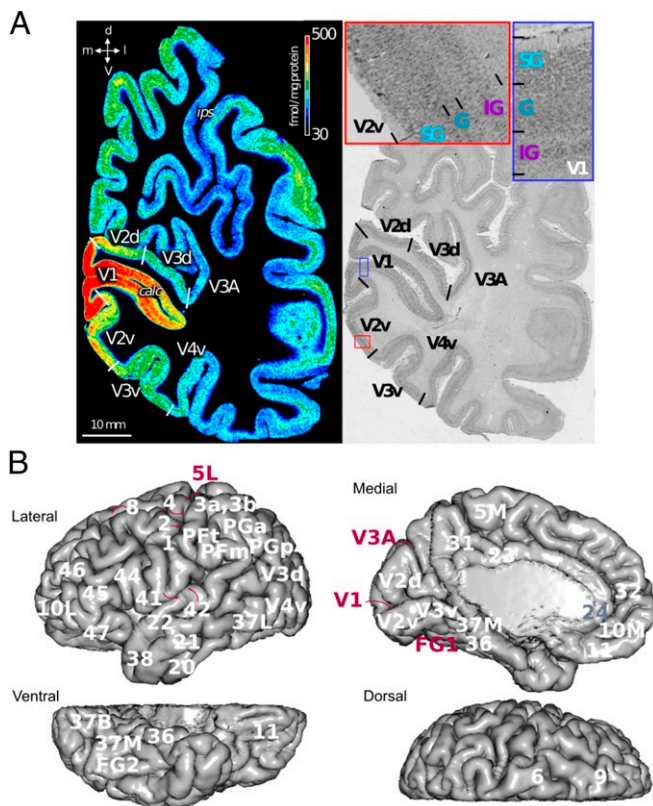 A
d
m l
v
500
fmol/mg protein
30
ips
V2d
V3d
V1
calc
V3A
V2v
V4v
V3v
10 mm
V2v
SG
G
IG
SG
G
IG
V1
V2d
V3d
V1
V3A
V2v
V4v
V3v
B
Lateral
5L
8
4
3a,3b
2
PGa
1
PFt
PFm
PGp
46
44
V3d
45
41
42
V4v
10L
22
37L
47
21
38
20
Medial
5M
V3A
31
23
V2d
32
V1
24
V3v
V2v
37M
10M
FG1
36
11
Ventral
37B
36
11
37M
FG2
Dorsal
6
9